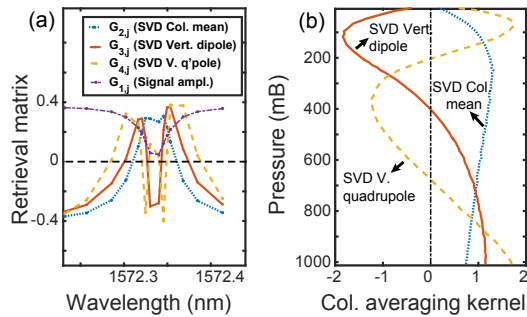 (a)
G2,j (SVD Col. mean)
G3,j (SVD Vert. dipole)
G4,j (SVD V. q'pole)
G1,j (Signal ampl.)
0.4
0
-0.4
Retrieval matrix
1572.3
1572.4
Wavelength (nm)
(b)
0
200
400
600
800
1000
Pressure (mB)
SVD Vert
dipole
SVD Col
mean
SVD V.
quadrupole
-2
-1
0
1
2
Col. averaging kernel